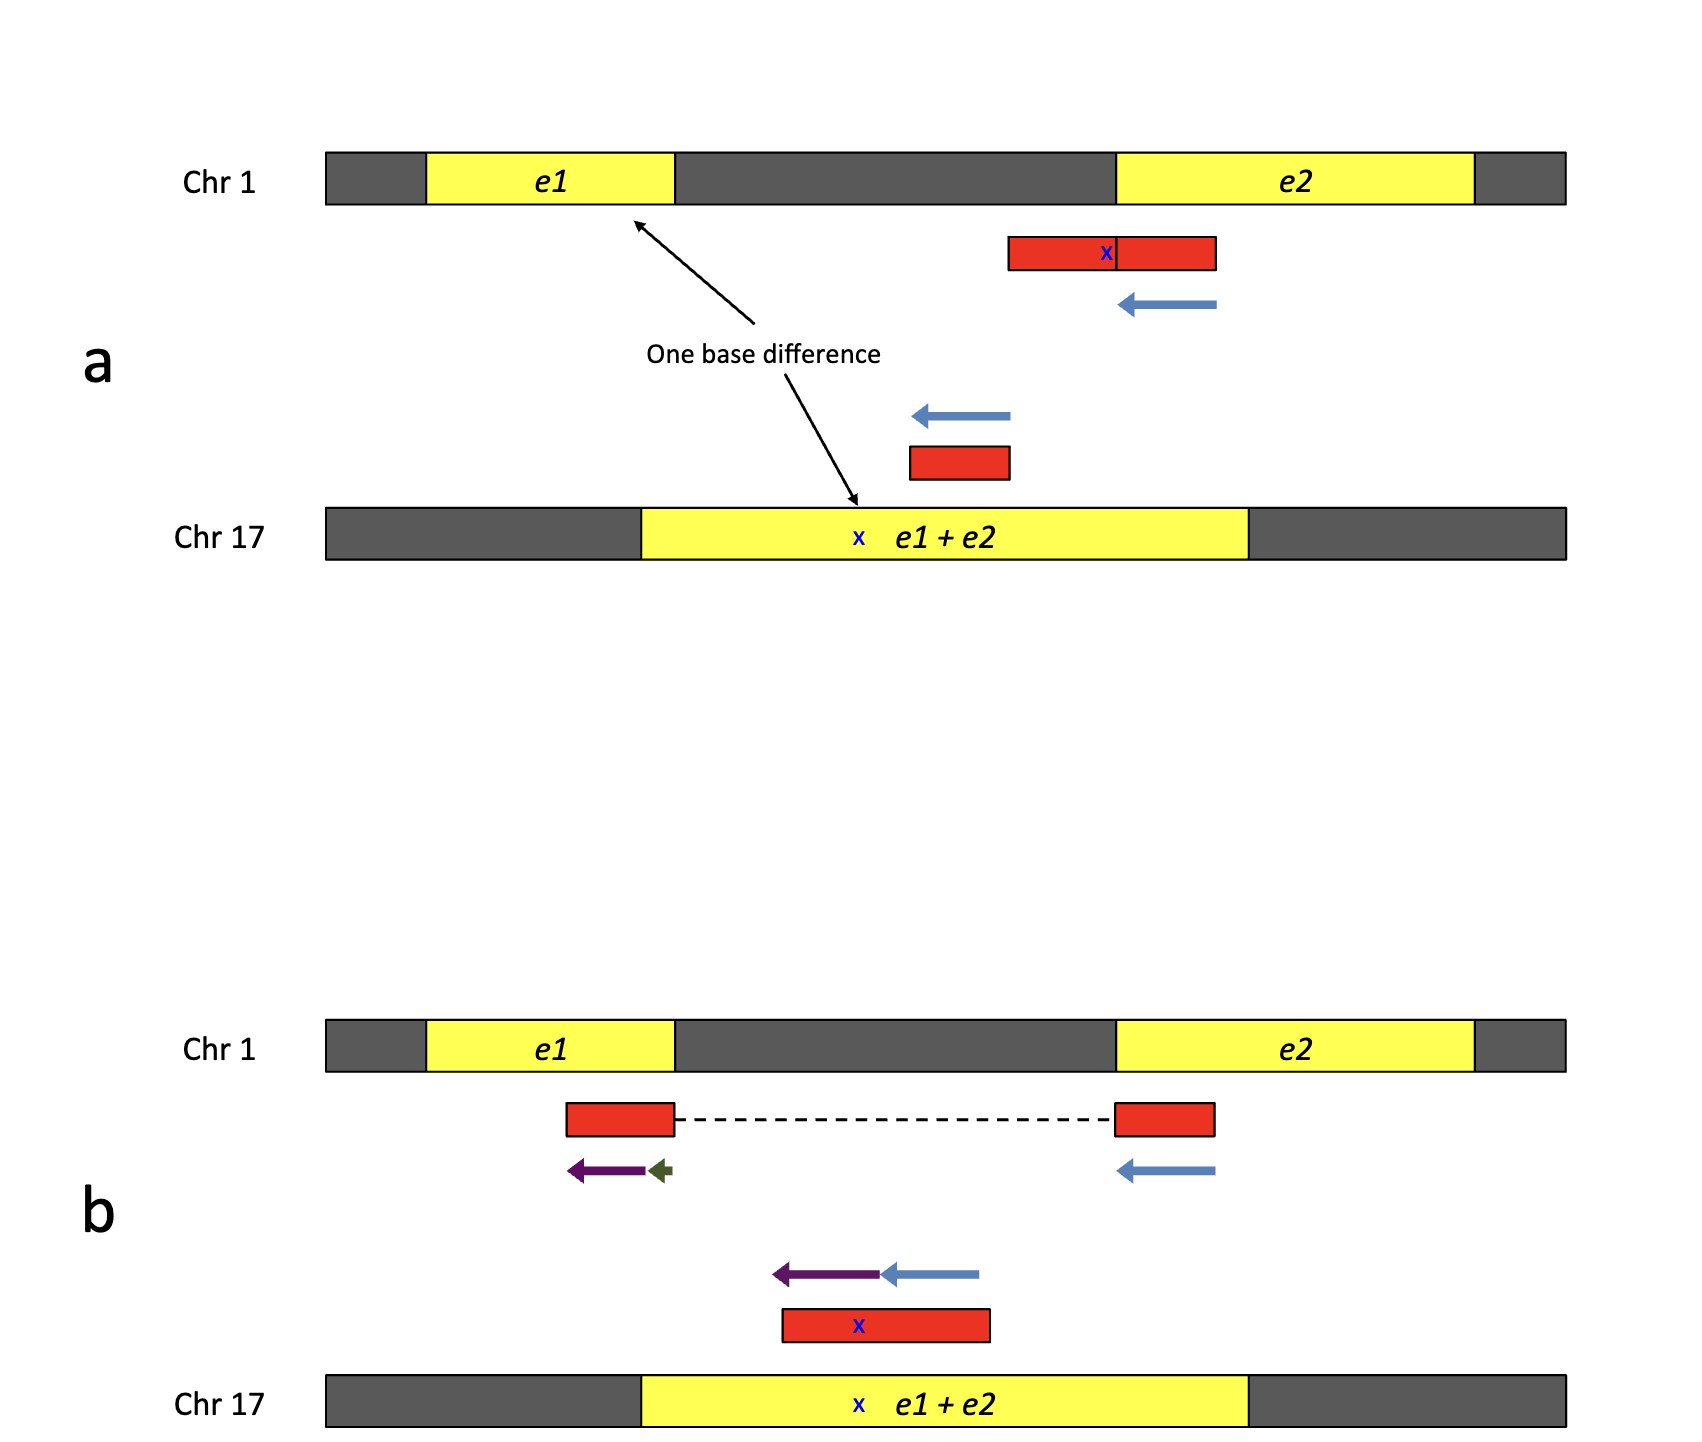 Chr 1
e1
e2
x
a
One base difference
Chr 17
x
e1 + e2
Chr 1
e1
e2
b
x
Chr 17
x
e1 + e2